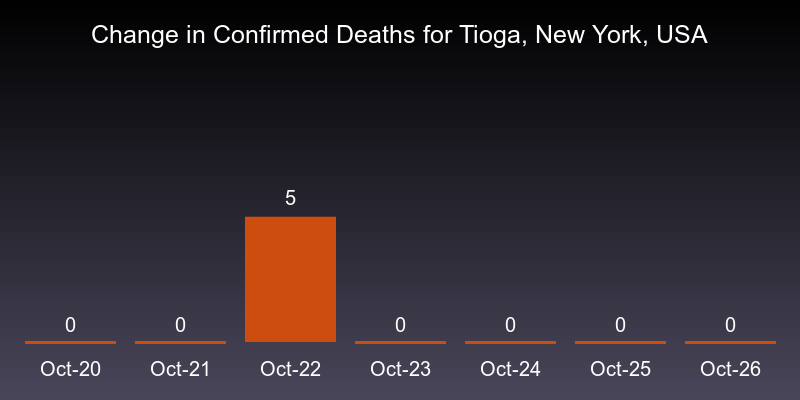 Change in Confirmed Deaths for Tioga, New York, USA
5
0 0 0 0 0 0
Oct-20 Oct-21 Oct-22 Oct-23 Oct-24 Oct-25 Oct-26